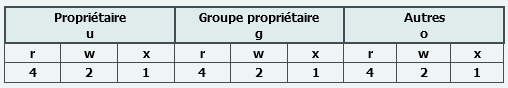 Propriétaire Groupe propriétaire Autres
u g o
r w x r w x r w x
4 2 1 4 2 1 4 2 1